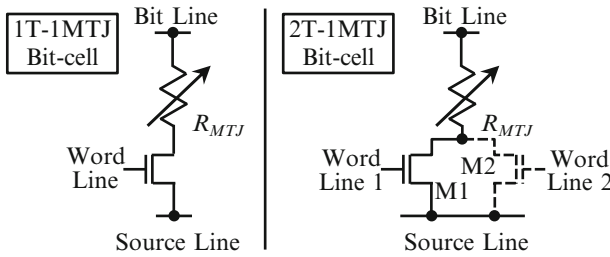 1T-1MTJ
Bit-cell
Bit Line
R_MTJ
Word
Line
Source Line
2T-1MTJ
Bit-cell
Bit Line
R_MTJ
Word
Line 1
M1
M2
Word
Line 2
Source Line